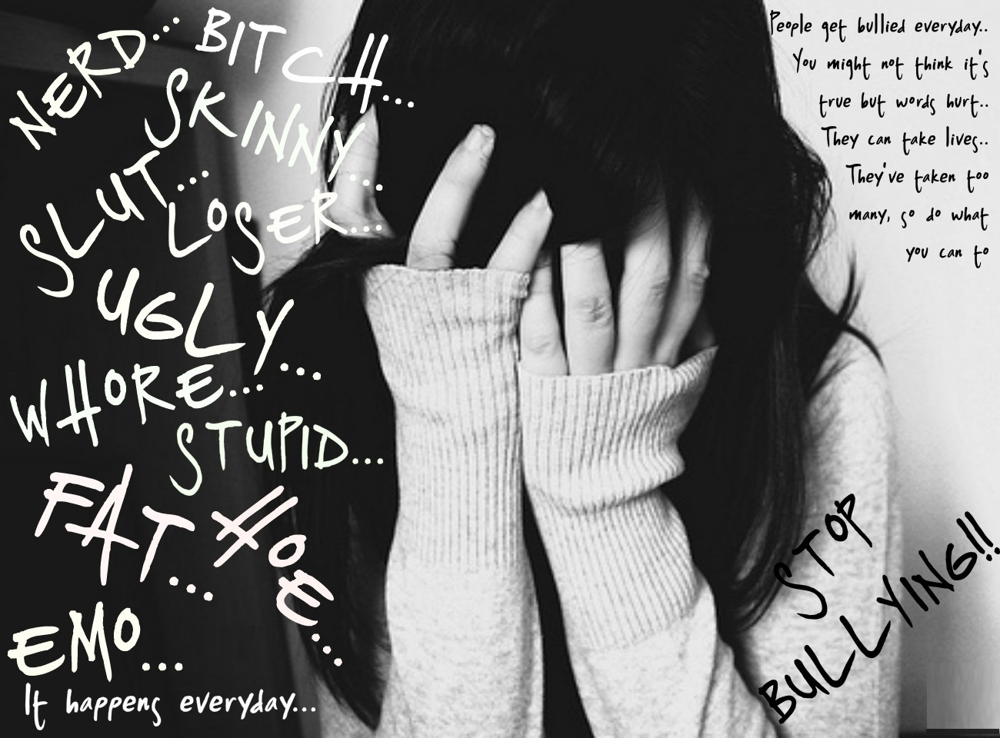 NERD...
BITCH...
SKINNY...
SLUT...
LOSER...
UGLY...
WHORE...
STUPID...
FAT...
HOE...
EMO...
It happens everyday...
People get bullied everyday..
You might not think it's
true but words hurt..
They can take lives..
They've taken too
many, so do what
you can to
STOP
BULLYING!!